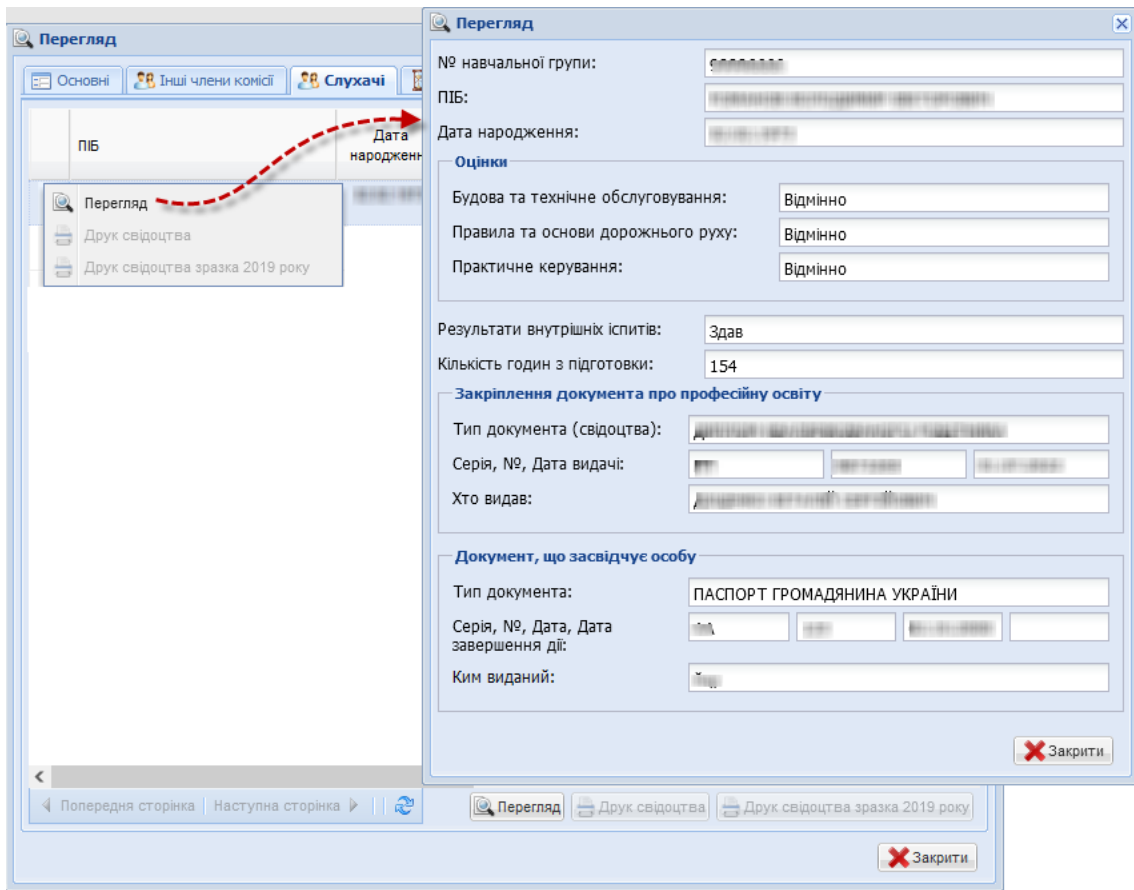 Перегляд
Основні
Інші члени комісії
Слухачі
ПІБ
Дата
Перегляд
Друк свідоцтва
Друк свідоцтва зразка 2019 року
Попередня сторінка
Наступна сторінка
Перегляд
Друк свідоцтва
Друк свідоцтва зразка 2019 року
Закрити
Перегляд
№ навчальної групи:
ПІБ:
Дата народження:
Оцінки
Будова та технічне обслуговування: Відмінно
Правила та основи дорожнього руху: Відмінно
Практичне керування: Відмінно
Результати внутрішніх іспитів: Здав
Кількість годин з підготовки: 154
Закріплення документа про професійну освіту
Тип документа (свідоцтва):
Серія, №, Дата видачі:
Хто видав:
Документ, що засвідчує особу
Тип документа: ПАСПОРТ ГРОМАДЯНИНА УКРАЇНИ
Серія, №, Дата, Дата
завершення дії:
Ким виданий:
Закрити